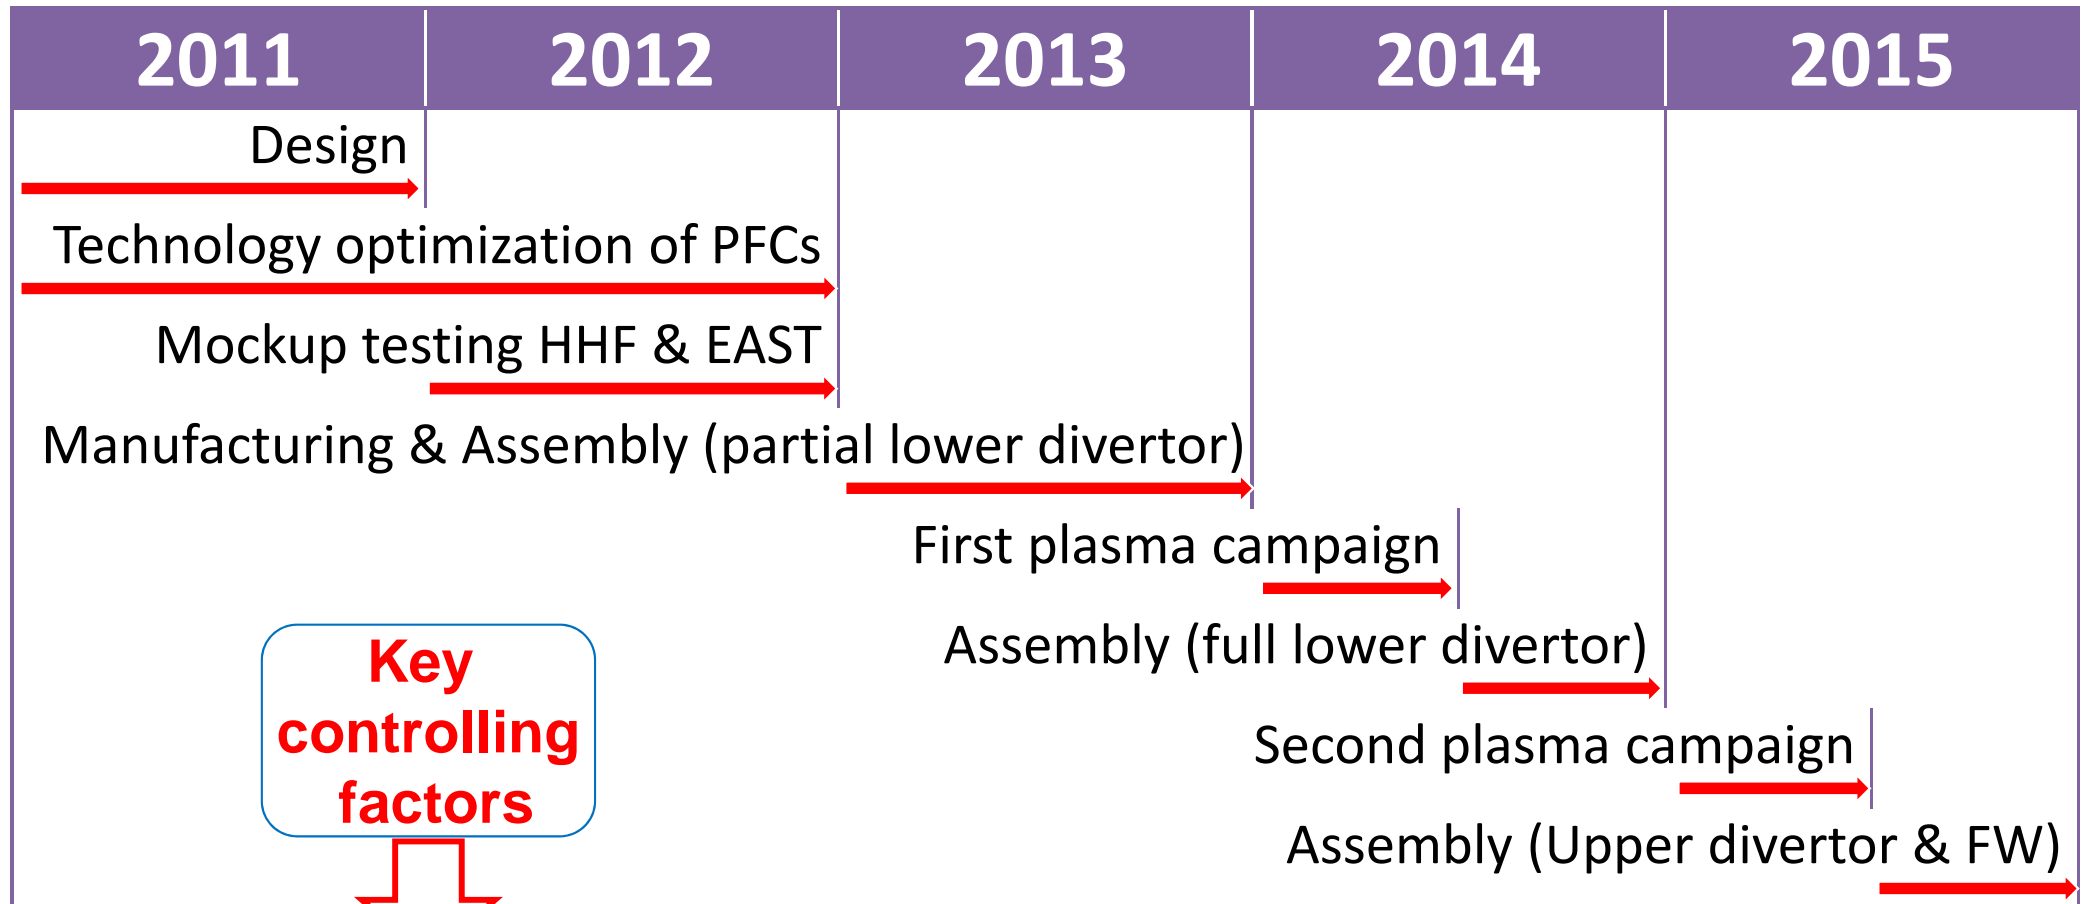 2011 2012 2013 2014 2015
Design
Technology optimization of PFCs
Mockup testing HHF & EAST
Manufacturing & Assembly (partial lower divertor)
First plasma campaign
Assembly (full lower divertor)
Key
controlling
factors
Second plasma campaign
Assembly (Upper divertor & FW)